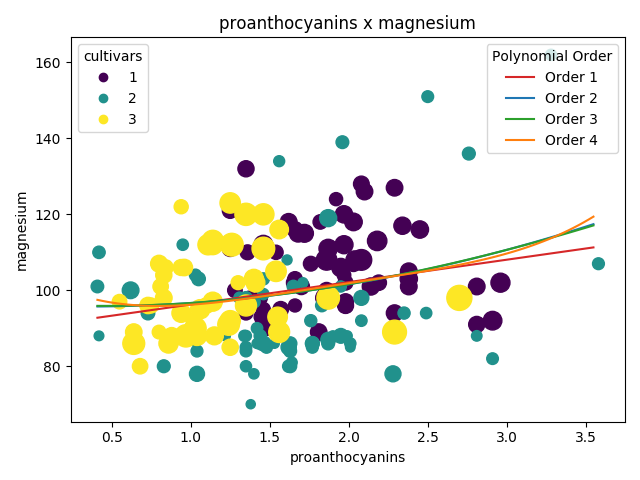 proanthocyanins x magnesium
cultivars
1
2
3
Polynomial Order
Order 1
Order 2
Order 3
Order 4
magnesium
160
140
120
100
80
0.5 1.0 1.5 2.0 2.5 3.0 3.5
proanthocyanins